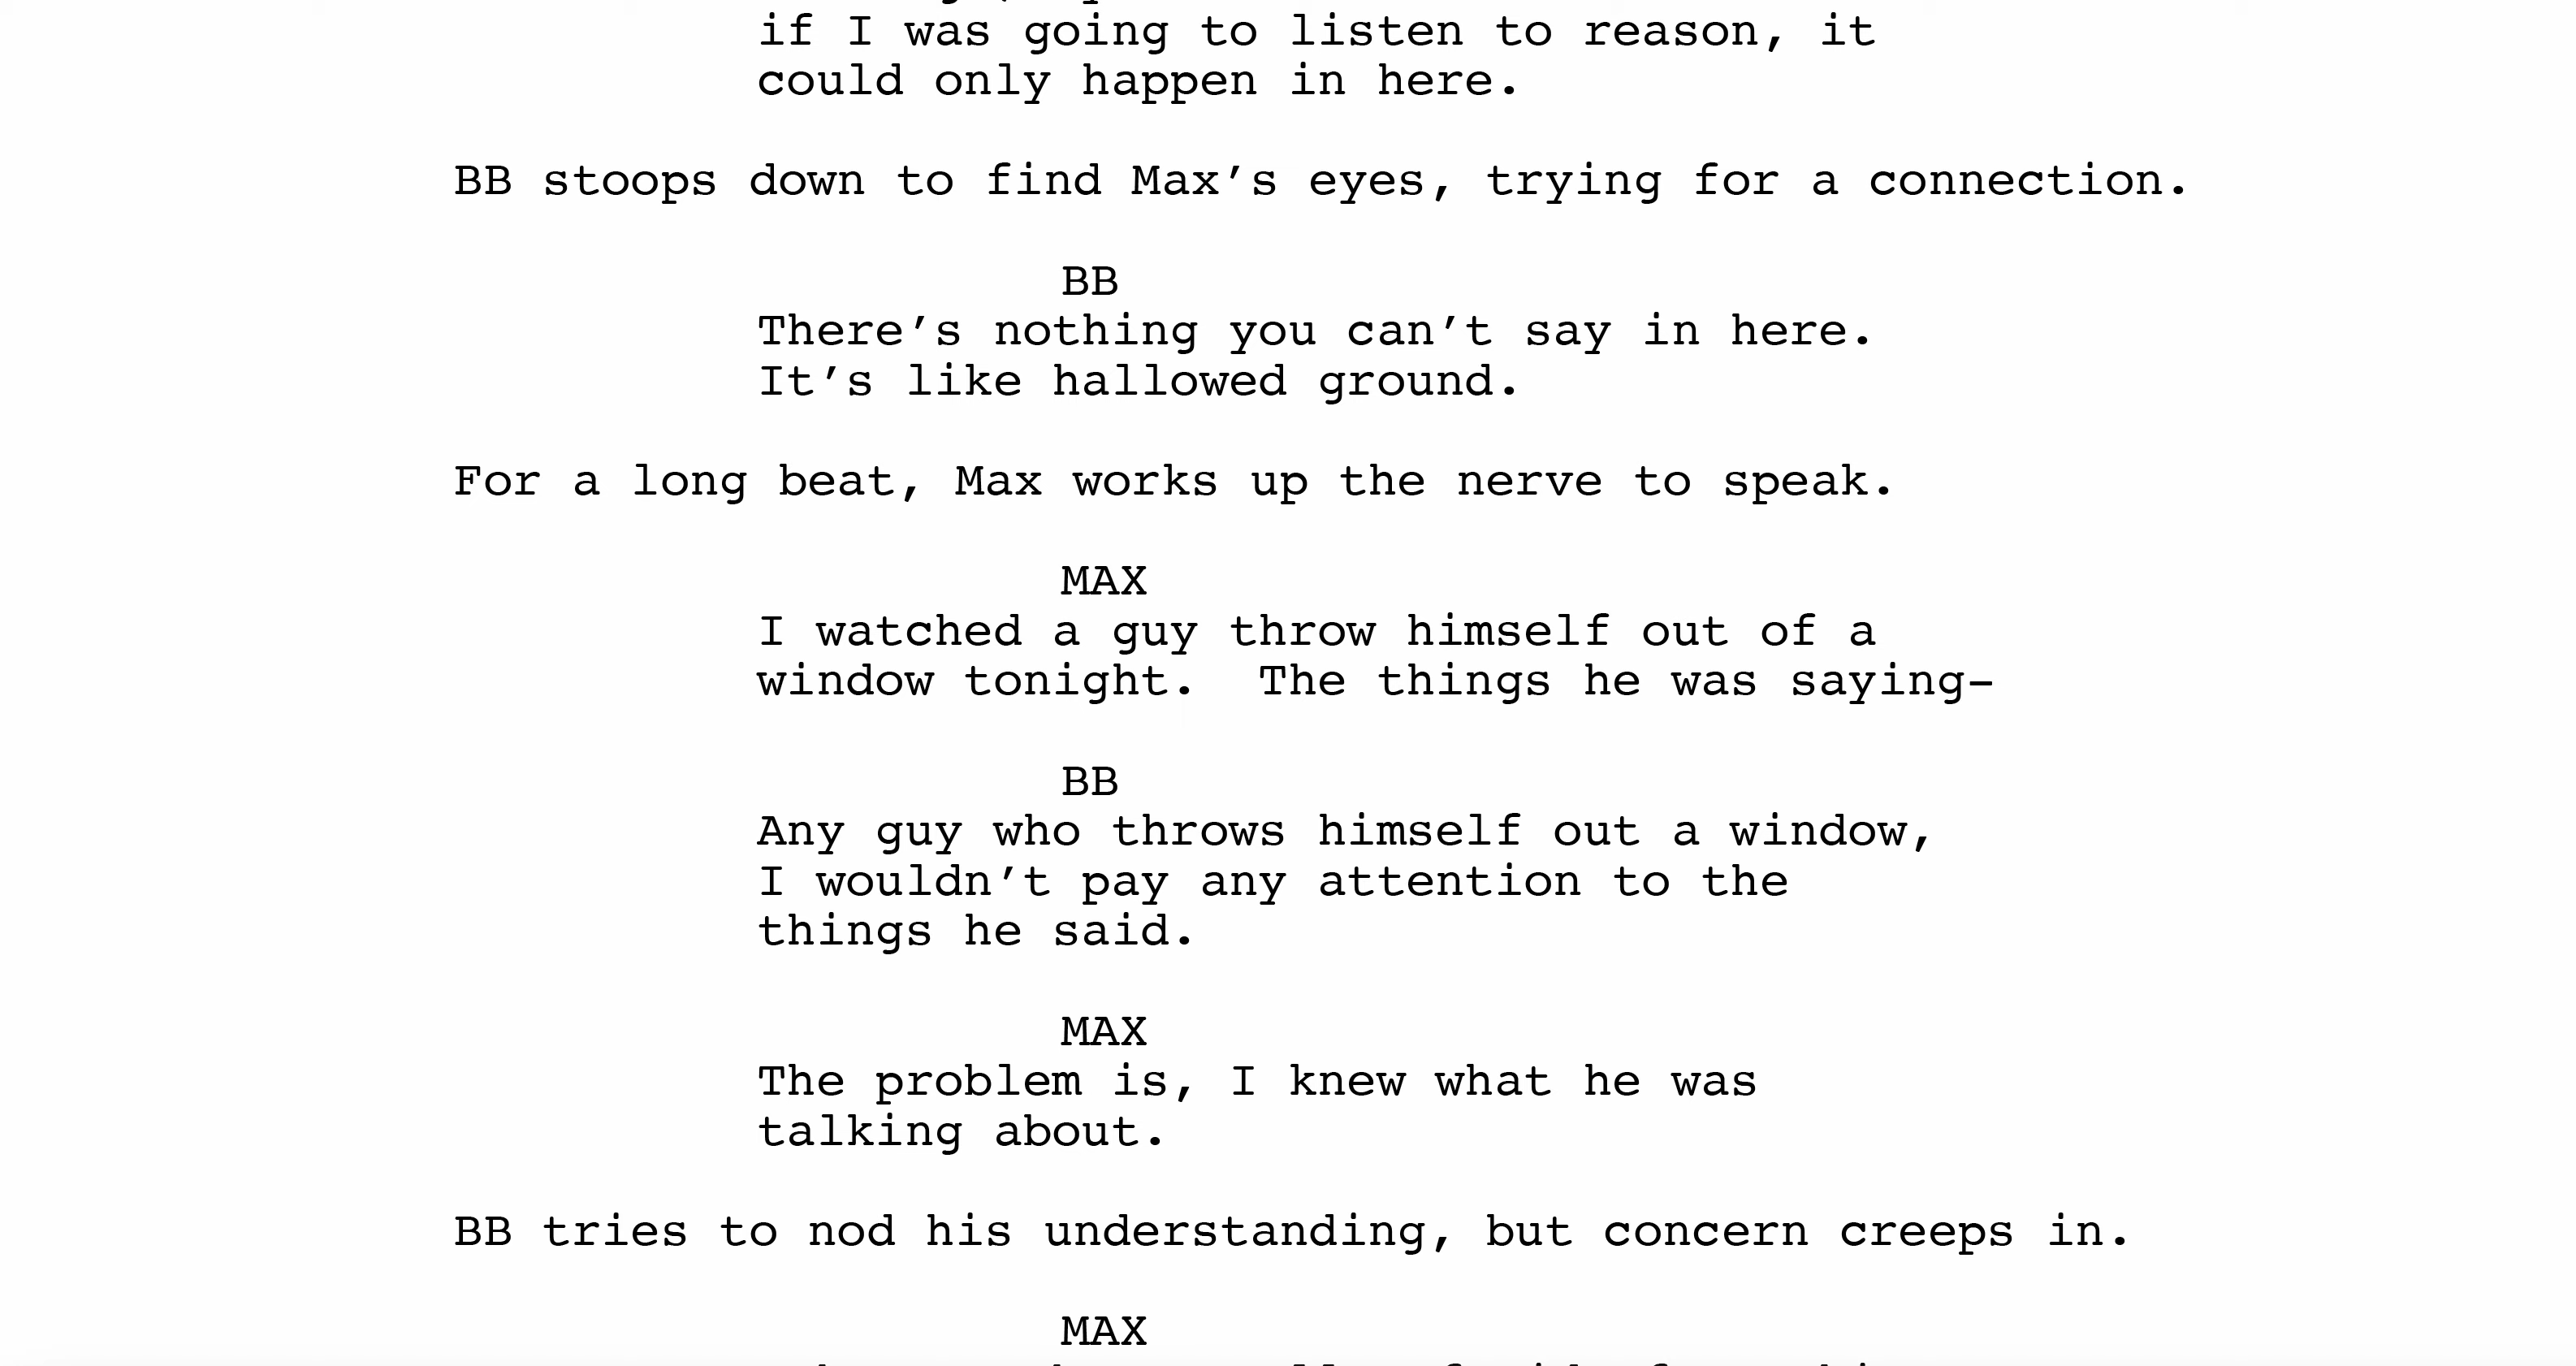 if I was going to listen to reason, it
could only happen in here.
BB stoops down to find Max’s eyes, trying for a connection.
BB
There’s nothing you can’t say in here.
It’s like hallowed ground.
For a long beat, Max works up the nerve to speak.
MAX
I watched a guy throw himself out of a
window tonight.  The things he was saying-
BB
Any guy who throws himself out a window,
I wouldn’t pay any attention to the
things he said.
MAX
The problem is, I knew what he was
talking about.
BB tries to nod his understanding, but concern creeps in.
MAX